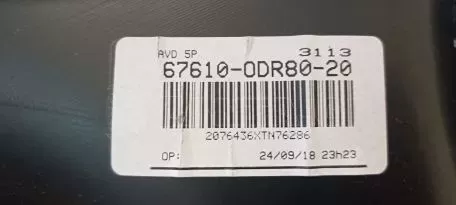 AVD 5P 3113
67610-0DR80-20
2076436XTN76286
OP: 24/09/18 23h23